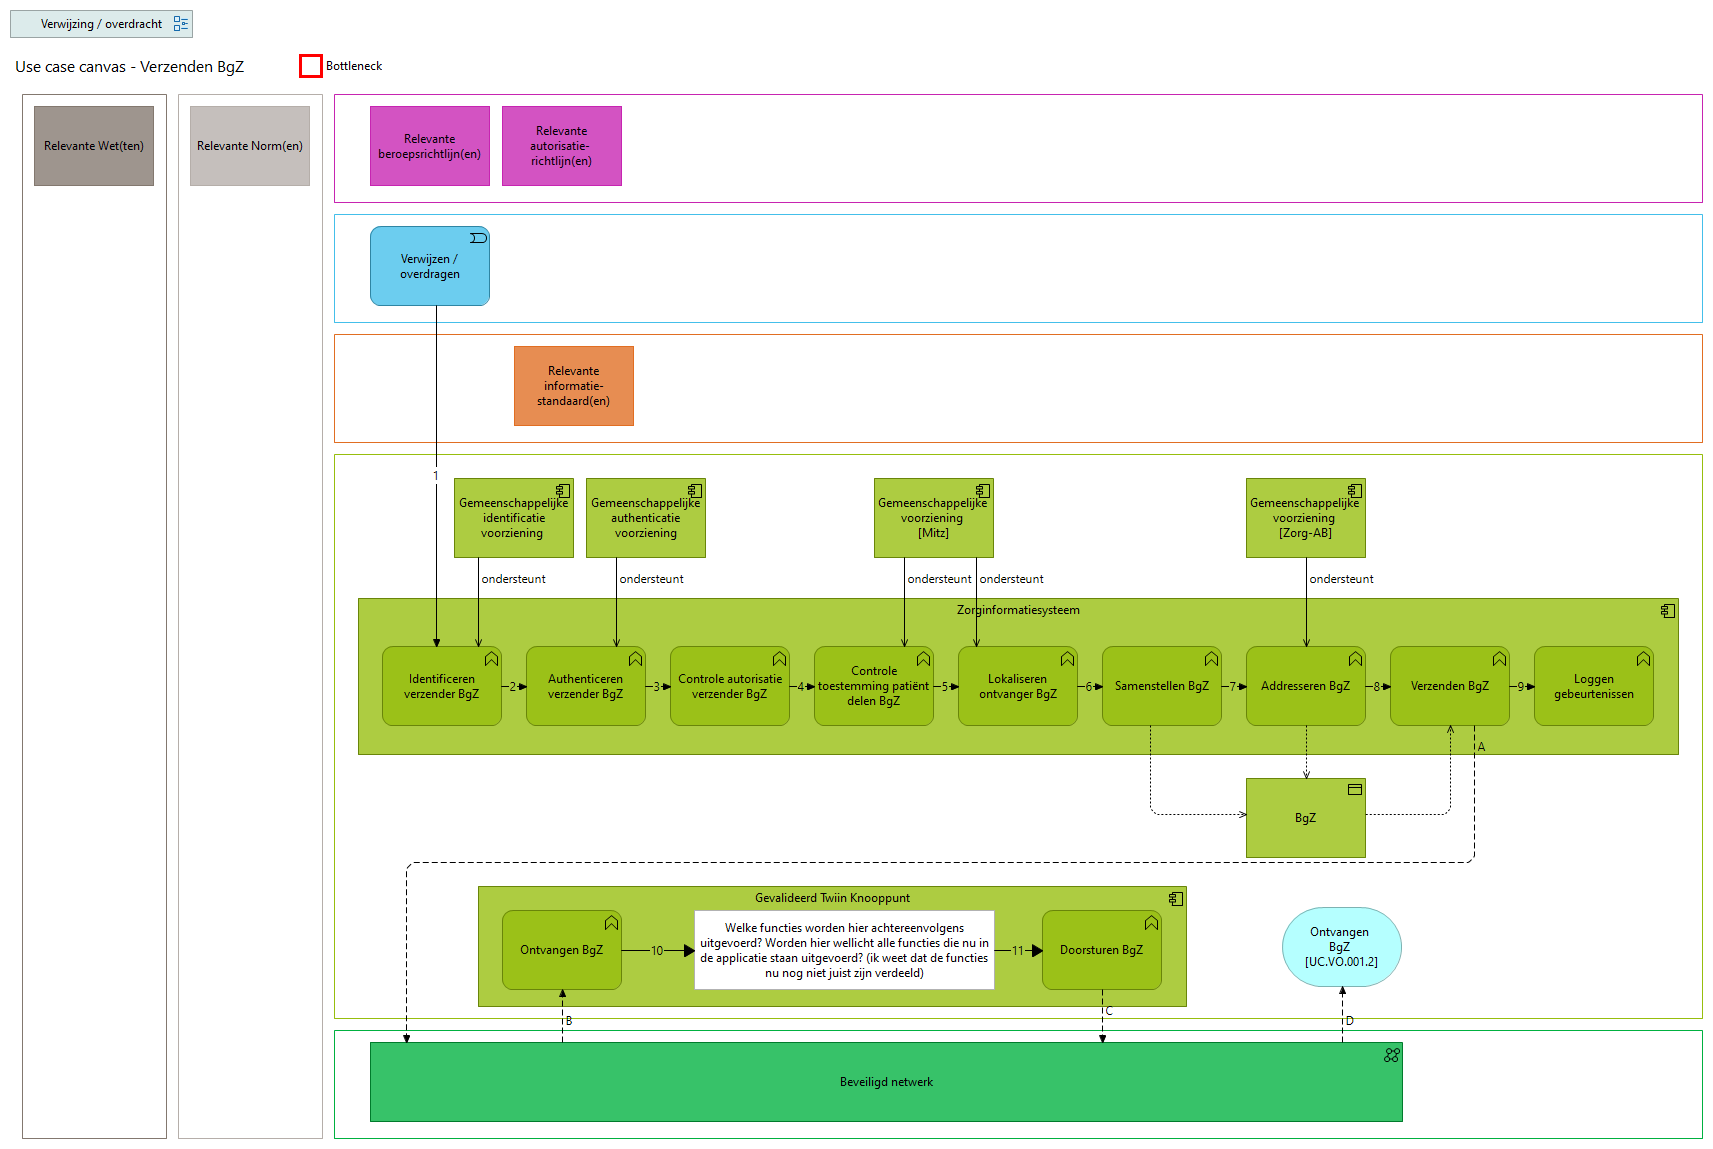 Verwijzing / overdracht
Use case canvas - Verzenden BgZ
Bottleneck
Relevante Wet(ten)
Relevante Norm(en)
Relevante
beroepsrichtlijn(en)
Relevante
autorisatie-
richtlijn(en)
Verwijzen /
overdragen
Relevante
informatie-
standaard(en)
1
Gemeenschappelijke
identificatie
voorziening
Gemeenschappelijke
authenticatie
voorziening
Gemeenschappelijke
voorziening
[Mitz]
Gemeenschappelijke
voorziening
[Zorg-AB]
ondersteunt
ondersteunt
ondersteunt
ondersteunt
ondersteunt
Zorginformatiesysteem
Identificeren
verzender BgZ
2
Authenticeren
verzender BgZ
3
Controle autorisatie
verzender BgZ
4
Controle
toestemming patiënt
delen BgZ
5
Lokaliseren
ontvanger BgZ
6
Samenstellen BgZ
7
Addresseren BgZ
8
Verzenden BgZ
9
Loggen
gebeurtenissen
A
BgZ
Gevalideerd Twiin Knooppunt
Ontvangen BgZ
10
Welke functies worden hier achtereenvolgens
uitgevoerd? Worden hier wellicht alle functies die nu in
de applicatie staan uitgevoerd? (ik weet dat de functies
nu nog niet juist zijn verdeeld)
11
Doorsturen BgZ
Ontvangen
BgZ
[UC.VO.001.2]
B
C
D
Beveiligd netwerk